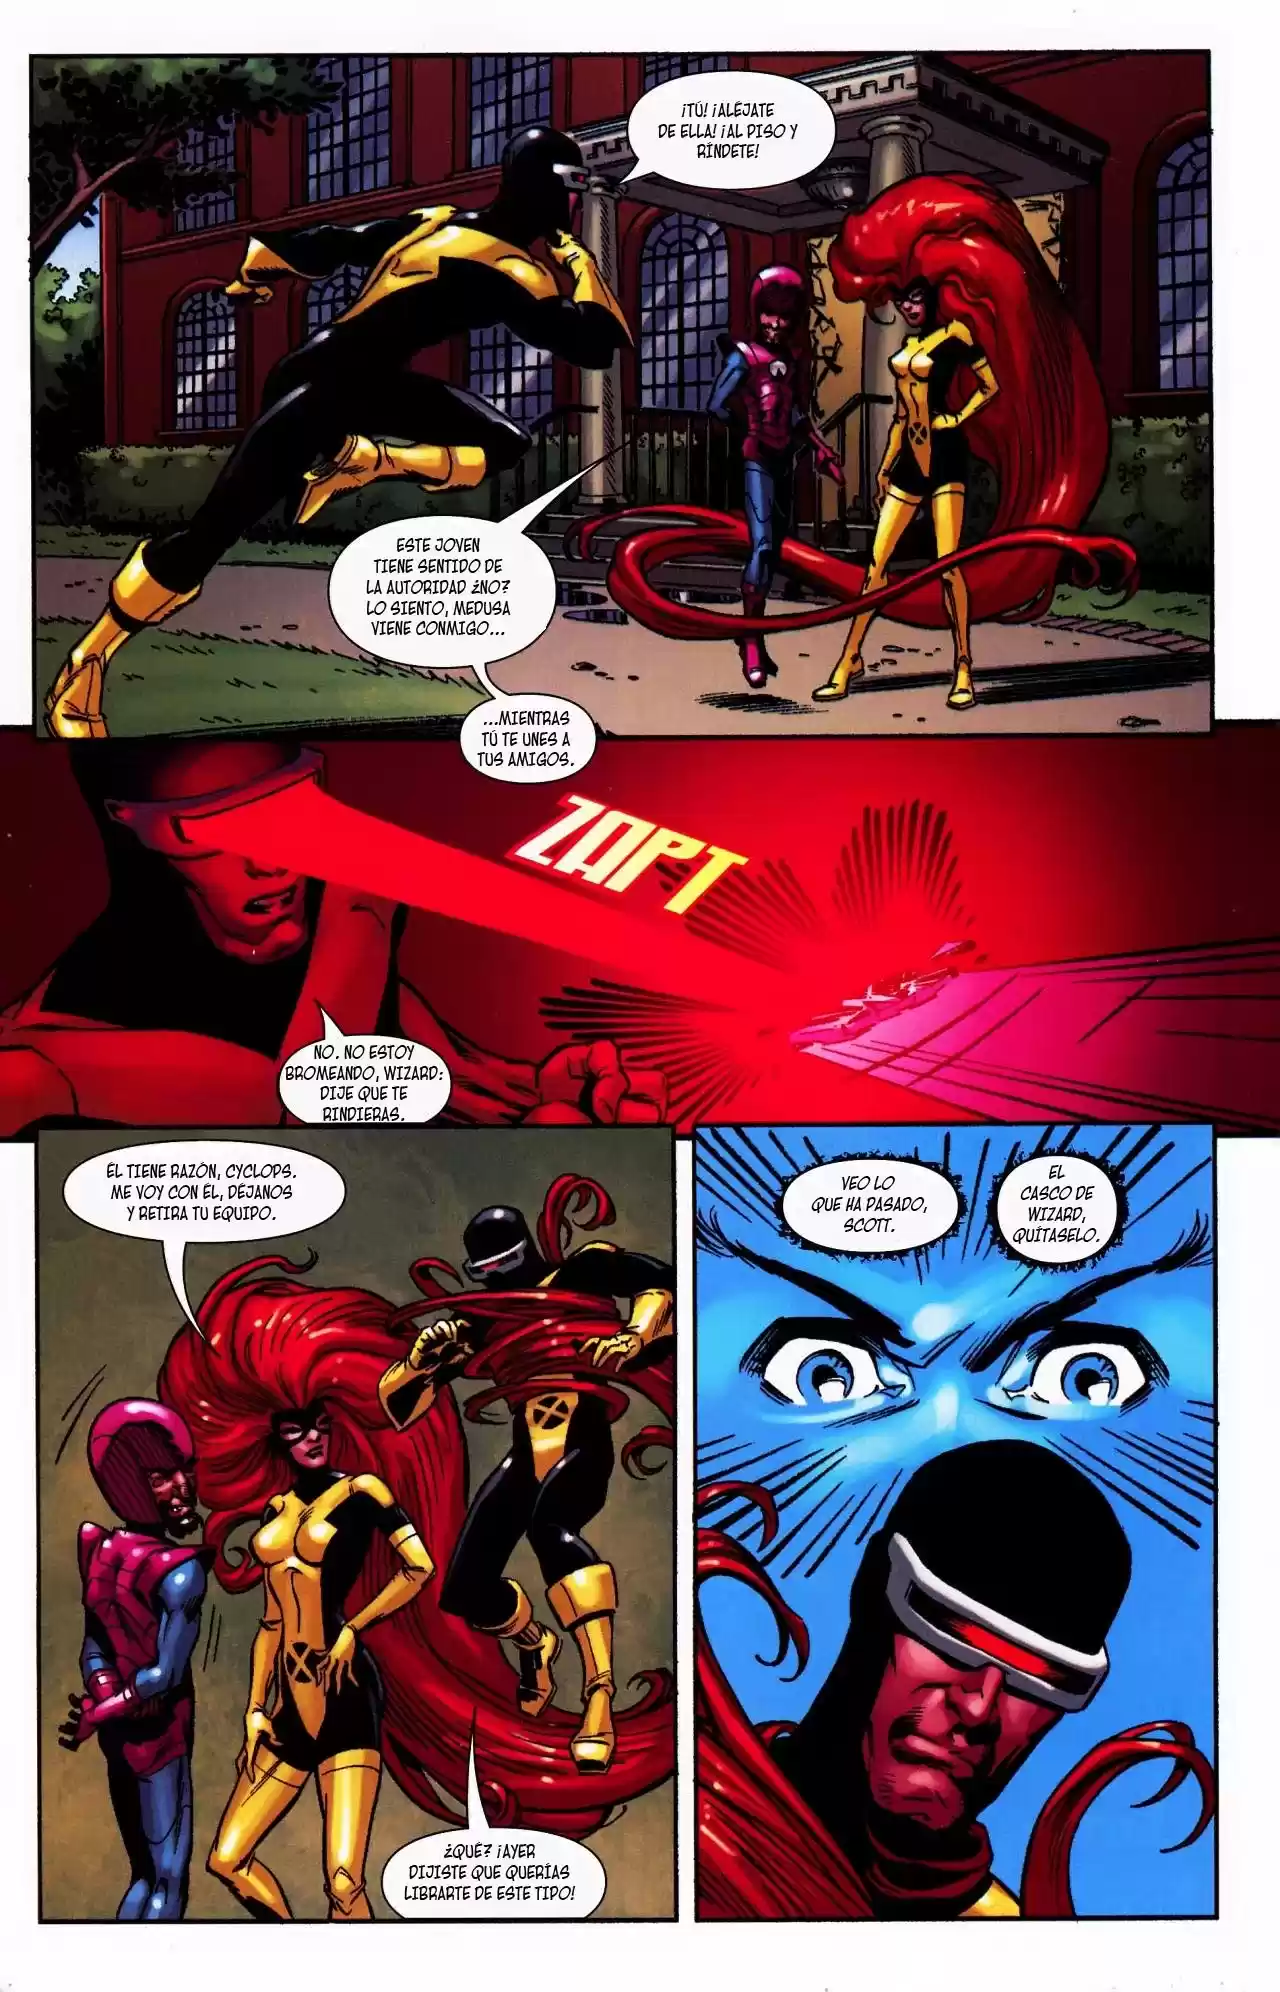 ¡TÚ! ¡ALÉJATE
DE ELLA! ¡AL PISO Y
RÍNDETE!
ESTE JOVEN
TIENE SENTIDO DE
LA AUTORIDAD ¿NO?
LO SIENTO, MEDUSA
VIENE CONMIGO...
...MIENTRAS
TÚ TE UNES A
TUS AMIGOS.
ZAPT
NO. NO ESTOY
BROMEANDO, WIZARD:
DIJE QUE TE
RINDIERAS.
ÉL TIENE RAZÓN, CYCLOPS.
ME VOY CON ÉL, DÉJANOS
Y RETIRA TU EQUIPO.
¿QUÉ? ¡AYER
DIJISTE QUE QUERÍAS
LIBRARTE DE ESTE TIPO!
VEO LO
QUE HA PASADO,
SCOTT.
EL
CASCO DE
WIZARD,
QUÍTASELO.